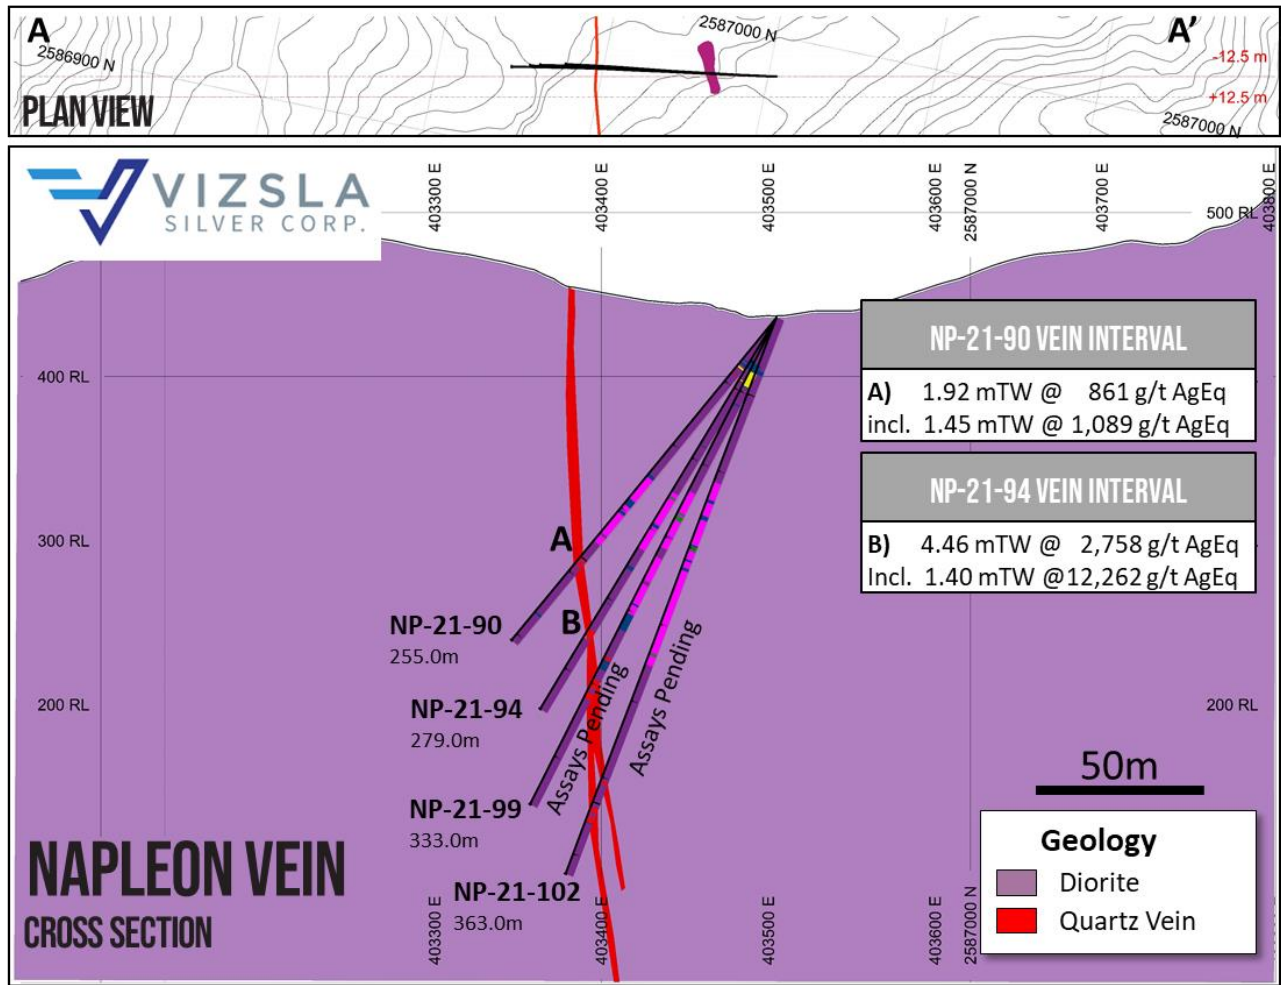 A
A’
2586900 N
2587000 N
-12.5 m
+12.5 m
2587000 N
PLAN VIEW
VIZSLA
SILVER CORP.
403300 E
403400 E
403500 E
403600 E
2587000 N
403700 E
403800 E
500 RL
400 RL
300 RL
200 RL
200 RL
NP-21-90 VEIN INTERVAL
A) 1.92 mTW @ 861 g/t AgEq
incl. 1.45 mTW @ 1,089 g/t AgEq
NP-21-94 VEIN INTERVAL
B) 4.46 mTW @ 2,758 g/t AgEq
Incl. 1.40 mTW @12,262 g/t AgEq
A
B
NP-21-90
255.0m
NP-21-94
279.0m
NP-21-99
333.0m
NP-21-102
363.0m
Assays Pending
Assays Pending
50m
Geology
Diorite
Quartz Vein
NAPLEON VEIN
CROSS SECTION
403300 E
403400 E
403500 E
403600 E
2587000 N